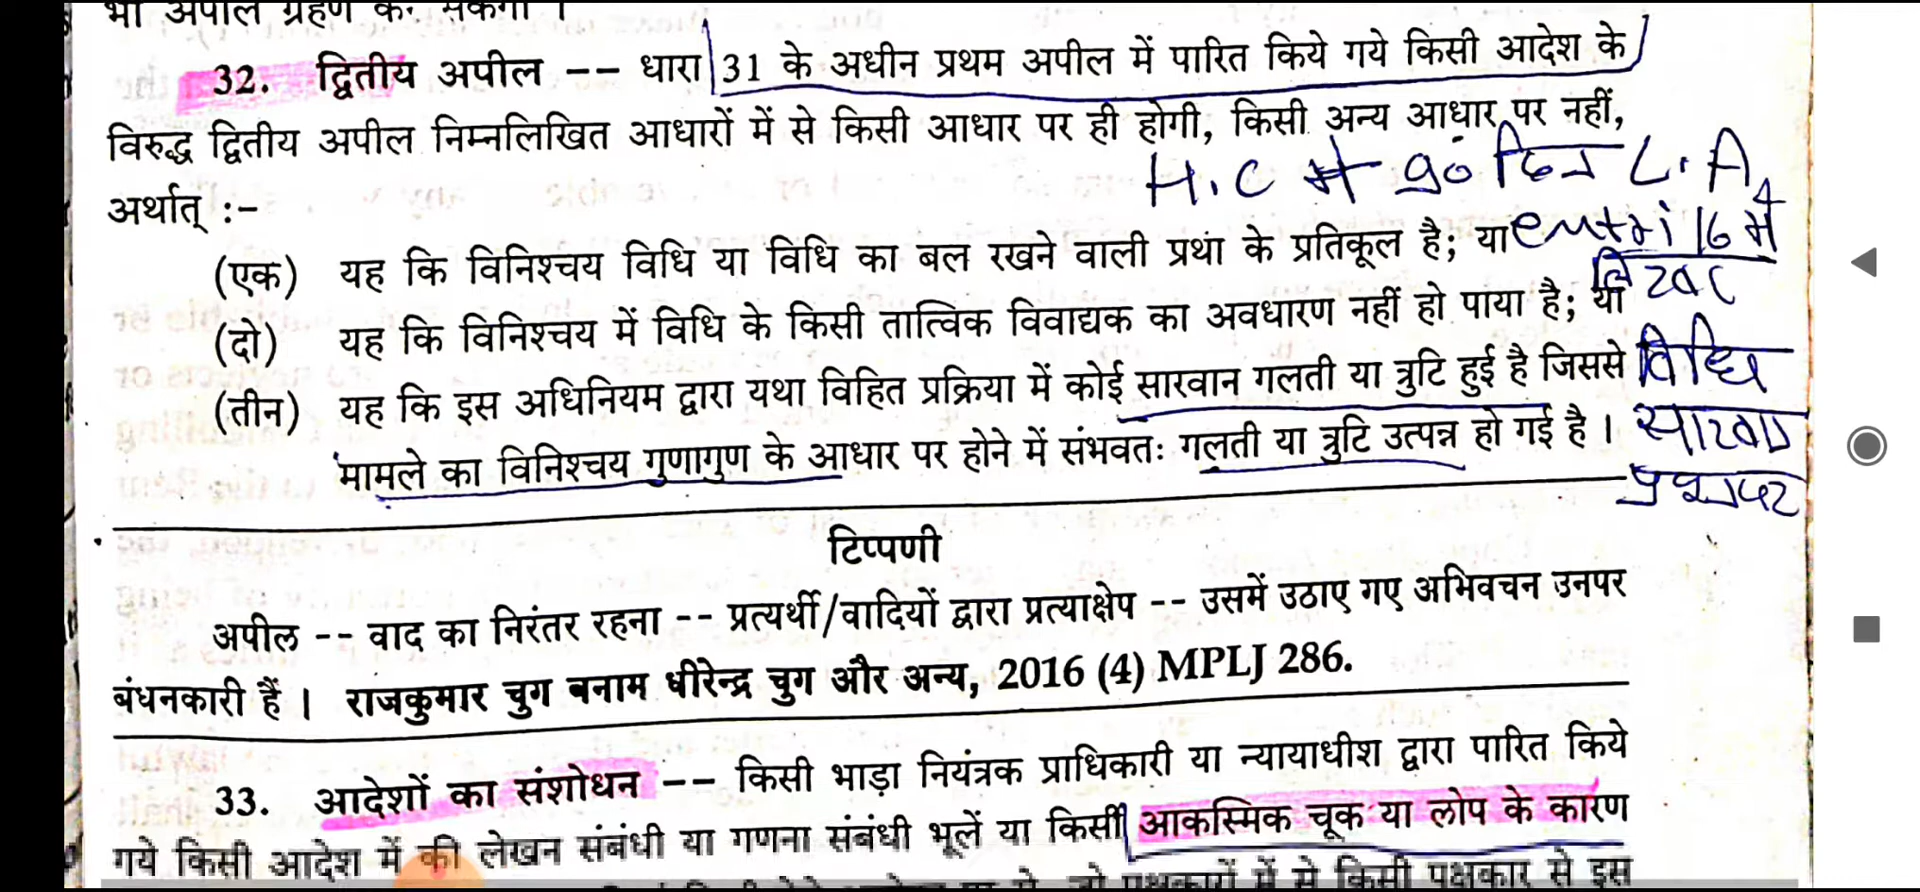 32. द्वितीय अपील -- धारा 31 के अधीन प्रथम अपील में पारित किये गये किसी आदेश के
विरुद्ध द्वितीय अपील निम्नलिखित आधारों में से किसी आधार पर ही होगी, किसी अन्य आधार पर नहीं,
H.C में 90 दिन
अर्थात् :-
(एक) यह कि विनिश्चय विधि या विधि का बल रखने वाली प्रथा के प्रतिकूल है; या
(दो) यह कि विनिश्चय में विधि के किसी तात्विक विवाद्यक का अवधारण नहीं हो पाया है; या
(तीन) यह कि इस अधिनियम द्वारा यथा विहित प्रक्रिया में कोई सारवान गलती या त्रुटि हुई है जिससे
विधि
मामले का विनिश्चय गुणागुण के आधार पर होने में संभवतः गलती या त्रुटि उत्पन्न हो गई है ।
सारवान
टिप्पणी
अपील -- वाद का निरंतर रहना -- प्रत्यर्थी/वादियों द्वारा प्रत्याक्षेप -- उसमें उठाए गए अभिवचन उनपर
बंधनकारी हैं । राजकुमार चुग बनाम धीरेन्द्र चुग और अन्य, 2016 (4) MPLJ 286.
33. आदेशों का संशोधन -- किसी भाड़ा नियंत्रक प्राधिकारी या न्यायाधीश द्वारा पारित किये
गये किसी आदेश में की लेखन संबंधी या गणना संबंधी भूलें या किसी आकस्मिक चूक या लोप के कारण